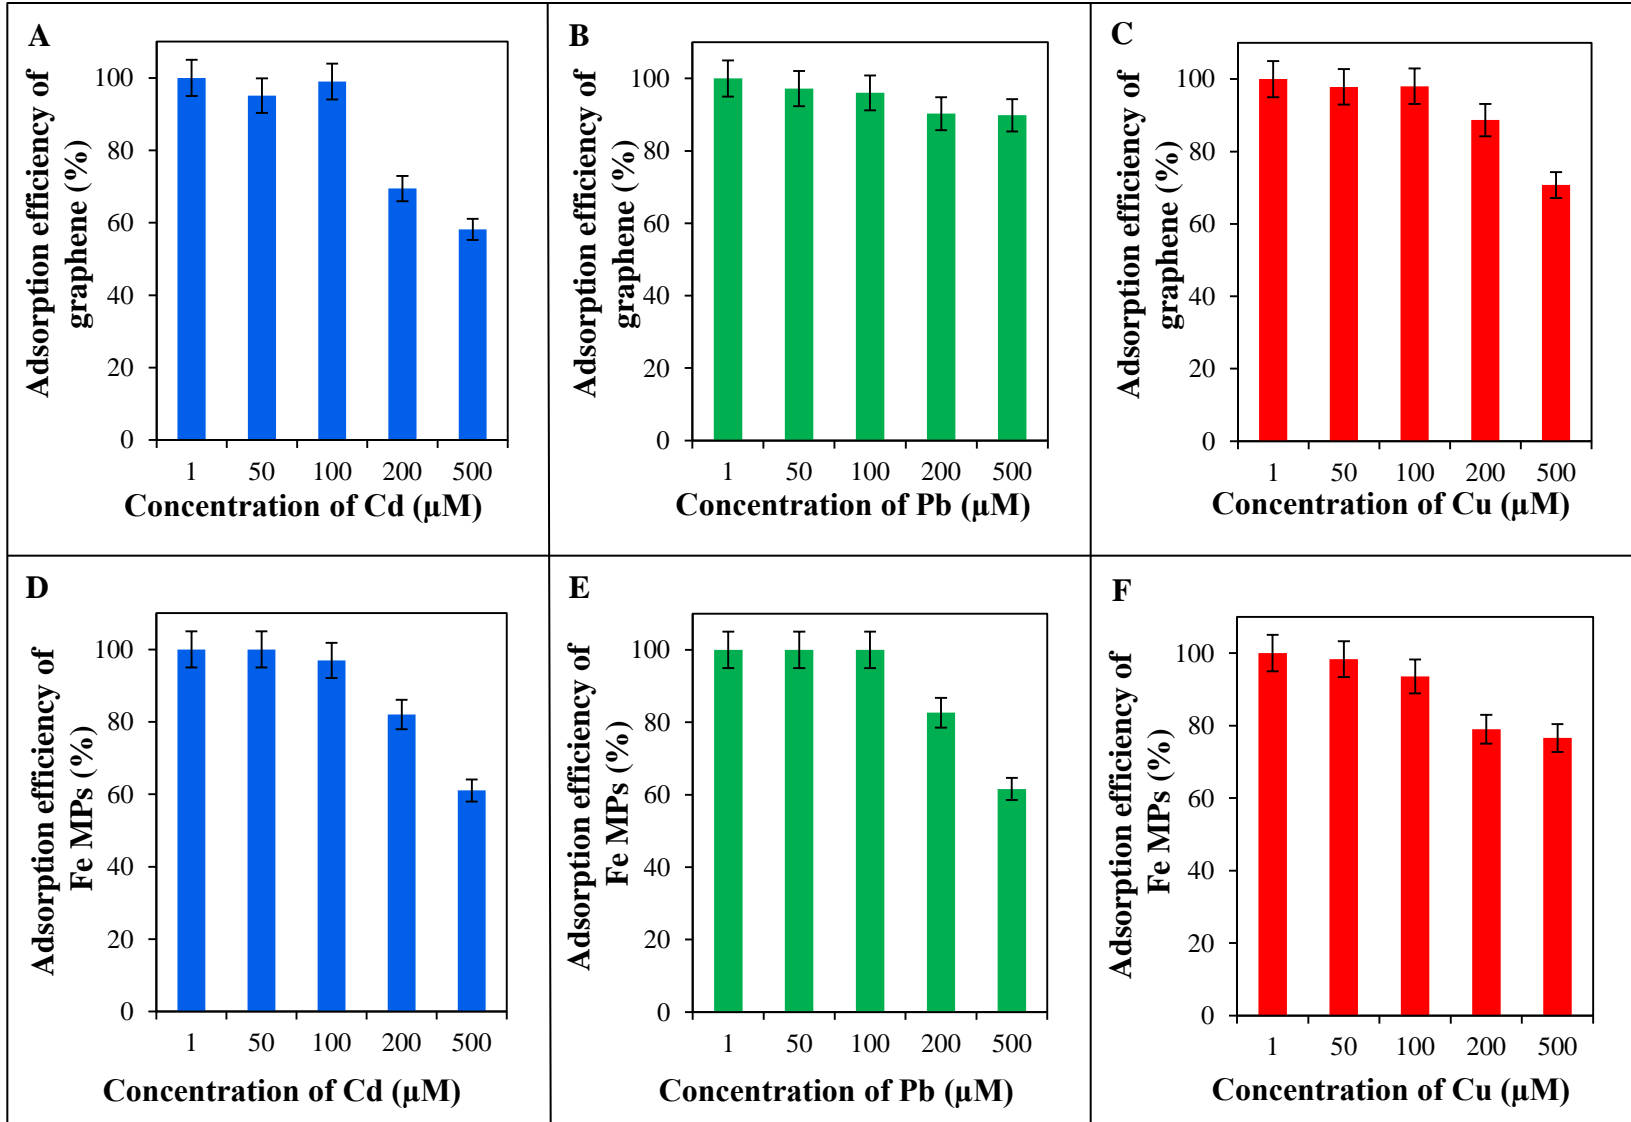 A
Adsorption efficiency of
graphene (%)
100
80
60
40
20
0
1 50 100 200 500
Concentration of Cd (μM)
B
Adsorption efficiency of
graphene (%)
100
80
60
40
20
0
1 50 100 200 500
Concentration of Pb (μM)
C
Adsorption efficiency of
graphene (%)
100
80
60
40
20
0
1 50 100 200 500
Concentration of Cu (μM)
D
Adsorption efficiency of
Fe MPs (%)
100
80
60
40
20
0
1 50 100 200 500
Concentration of Cd (μM)
E
Adsorption efficiency of
Fe MPs (%)
100
80
60
40
20
0
1 50 100 200 500
Concentration of Pb (μM)
F
Adsorption efficiency of
Fe MPs (%)
100
80
60
40
20
0
1 50 100 200 500
Concentration of Cu (μM)